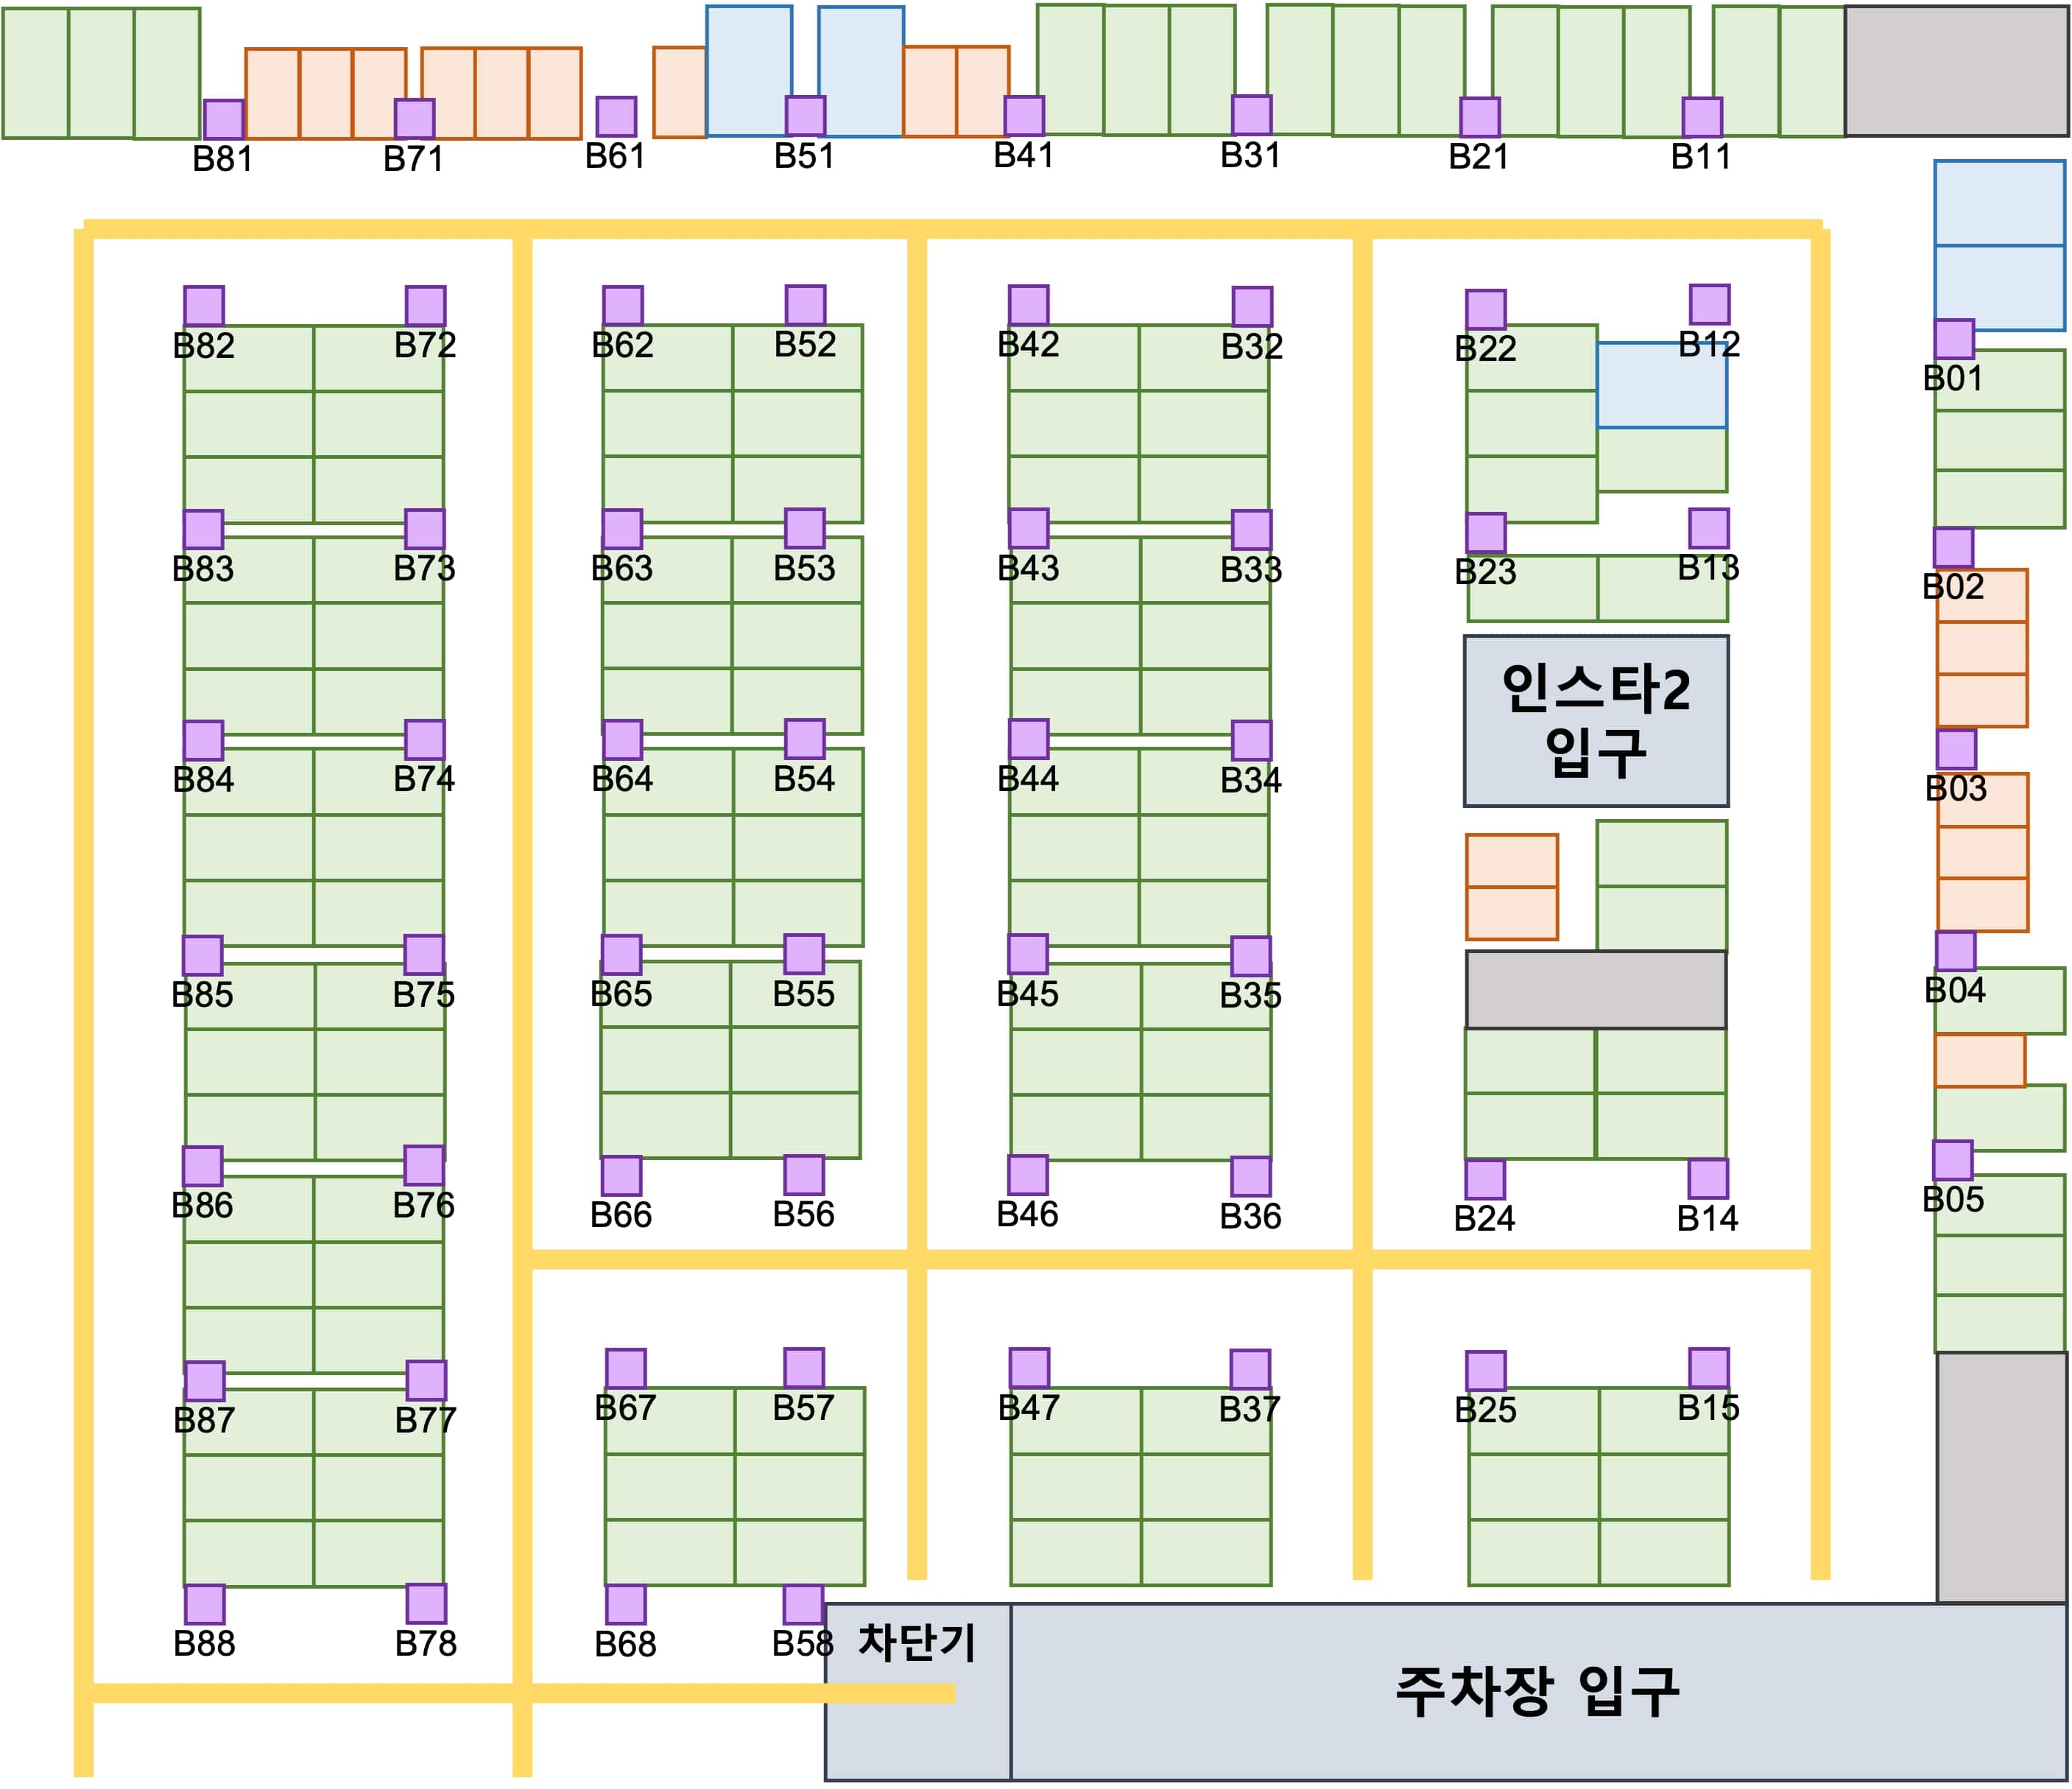 B81 B71 B61 B51 B41 B31 B21 B11
B82 B72 B62 B52 B42 B32 B22 B12
B01
B83 B73 B63 B53 B43 B33 B23 B13
B02
인스타2
입구
B84 B74 B64 B54 B44 B34
B03
B85 B75 B65 B55 B45 B35
B04
B86 B76 B66 B56 B46 B36 B24 B14
B05
B87 B77 B67 B57 B47 B37 B25 B15
B88 B78 B68 B58 차단기
주차장 입구